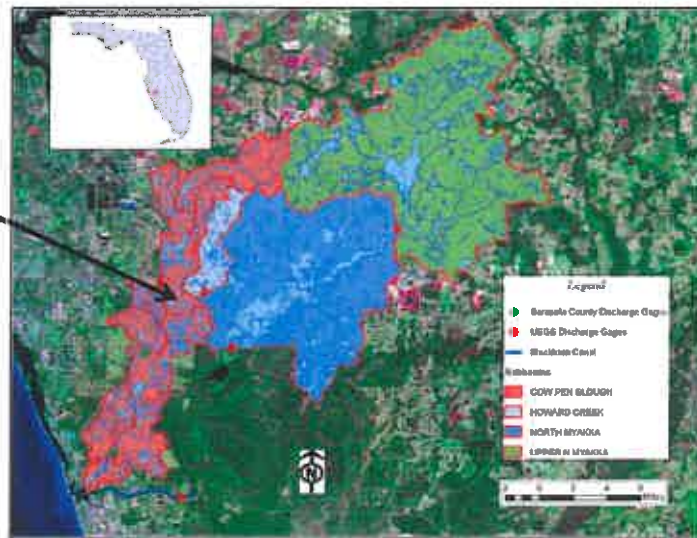 Legend
Sarasota County Discharge Gage
USGS Discharge Gages
Blackburn Canal
Subbasins
COW PEN SLOUGH
HOWARD CREEK
NORTH MYAKKA
UPPER N MYAKKA
N
Miles